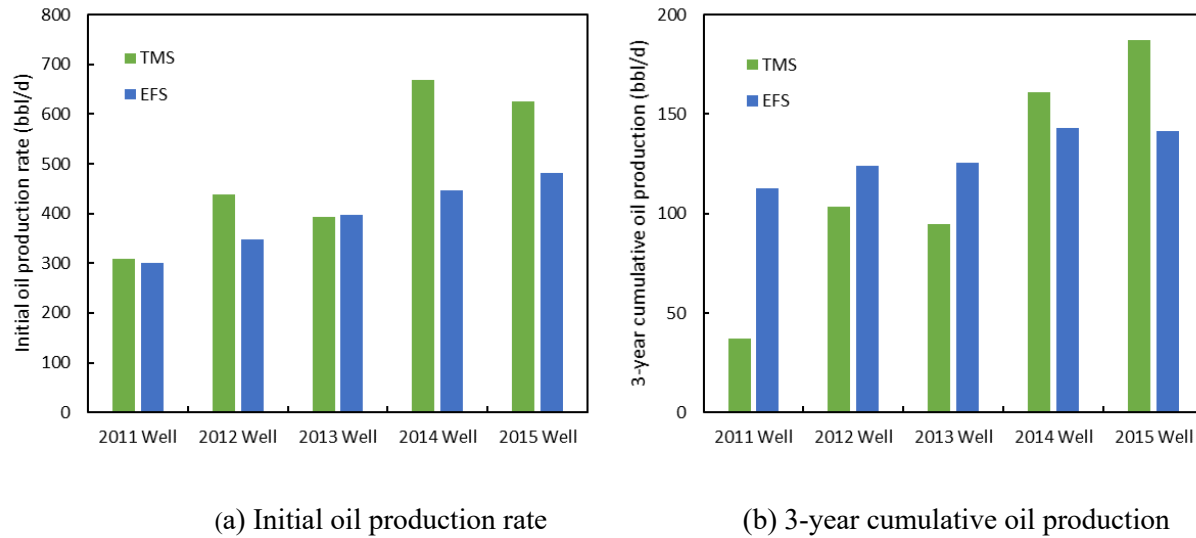 Initial oil production rate (bbl/d)
800
700
600
500
400
300
200
100
0
TMS
EFS
2011 Well 2012 Well 2013 Well 2014 Well 2015 Well
(a) Initial oil production rate
3-year cumulative oil production (bbl/d)
200
150
100
50
0
TMS
EFS
2011 Well 2012 Well 2013 Well 2014 Well 2015 Well
(b) 3-year cumulative oil production